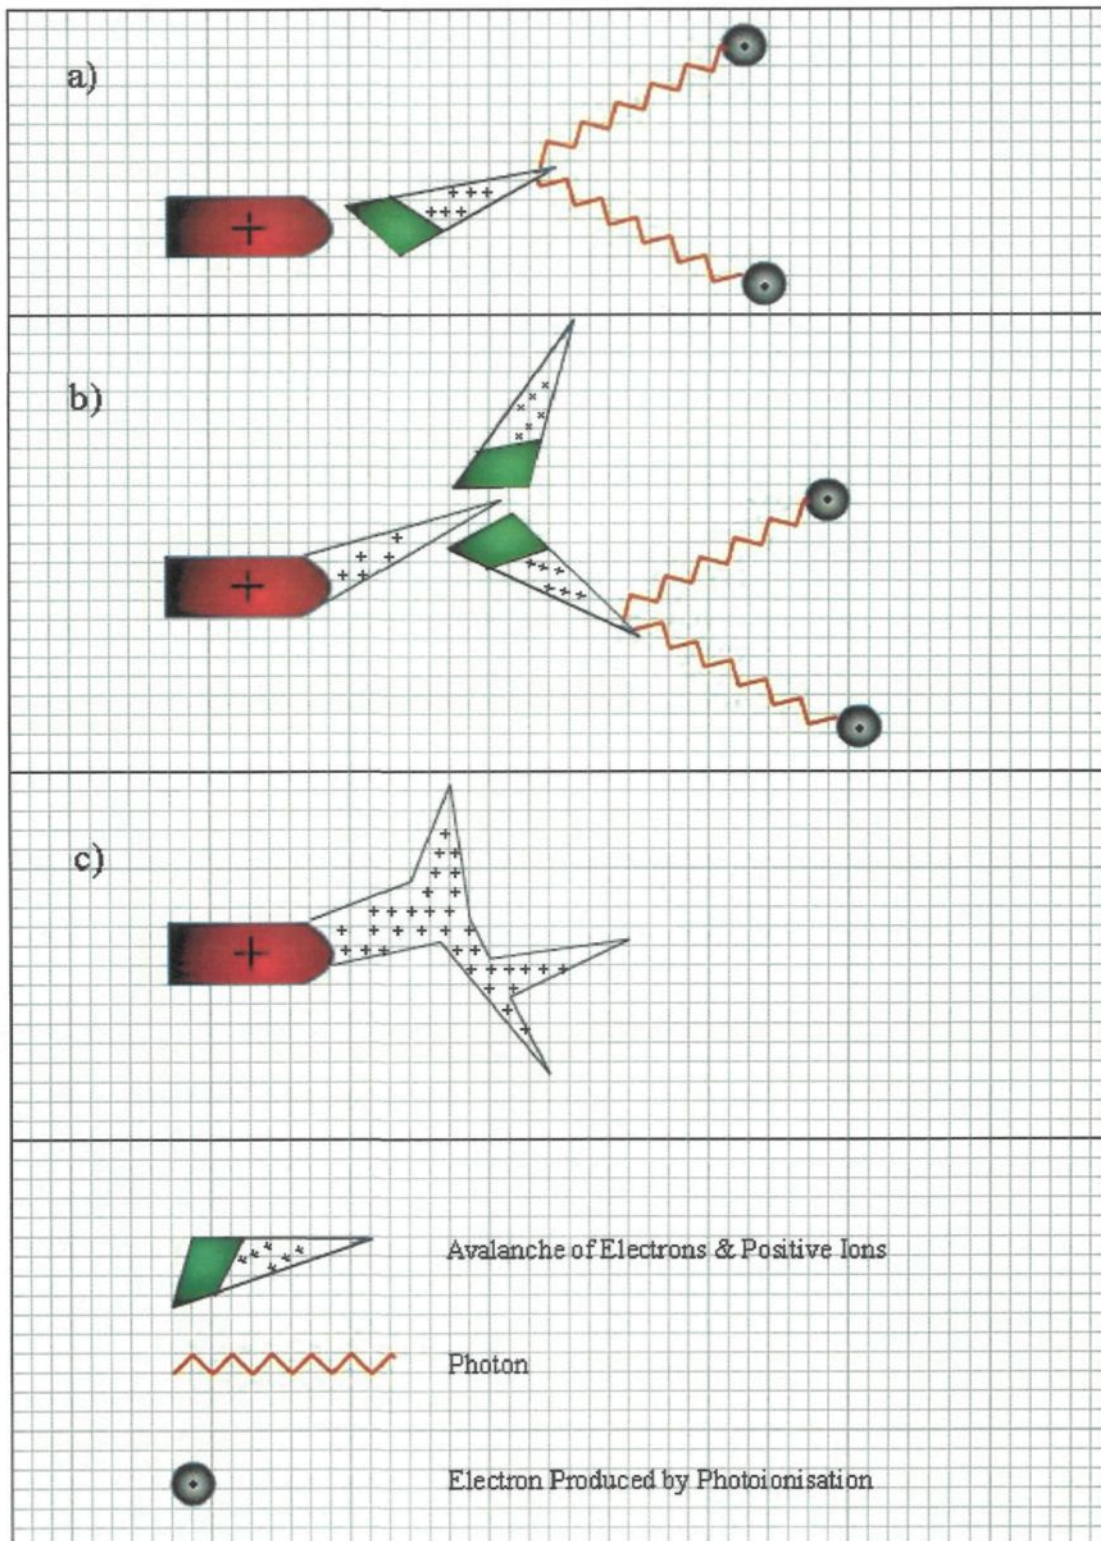 a)
b)
c)
Avalanche of Electrons & Positive Ions
Photon
Electron Produced by Photoionisation